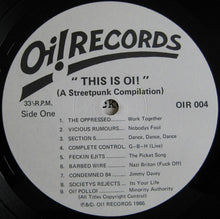 Oi! RECORDS
" THIS IS OI! "
(A Streetpunk Compilation)
33⅓ R.P.M.
Side One
OIR 004
1. THE OPPRESSED.......... Work Together
2. VICIOUS RUMOURS..... Nobodys Fool
3. SECTION 5.................. Dance, Dance, Dance
4. COMPLETE CONTROL. G-B-H (Live)
5. FECKIN EJITS............. The Picket Song
6. BARBED WIRE............. Nazi Briton (Fuck Off)
7. CONDEMNED 84......... Jimmy Davey
8. SOCIETYS REJECTS..... Its Your Life
9. OI POLLOI................... Minority Authority
(All Titles Copyright Control)
℗&©. OI! RECORDS 1986